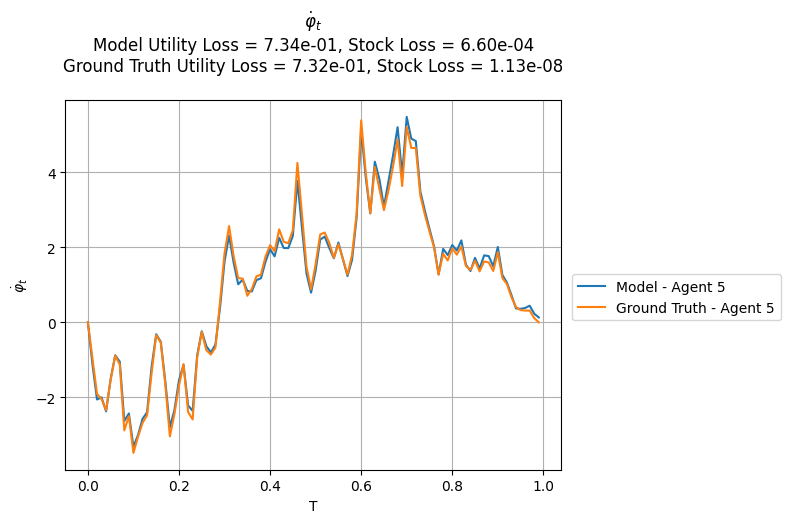 φ̇ₜ
Model Utility Loss = 7.34e-01, Stock Loss = 6.60e-04
Ground Truth Utility Loss = 7.32e-01, Stock Loss = 1.13e-08
φ̇ₜ
4
2
0
−2
0.0 0.2 0.4 0.6 0.8 1.0
T
Model - Agent 5
Ground Truth - Agent 5